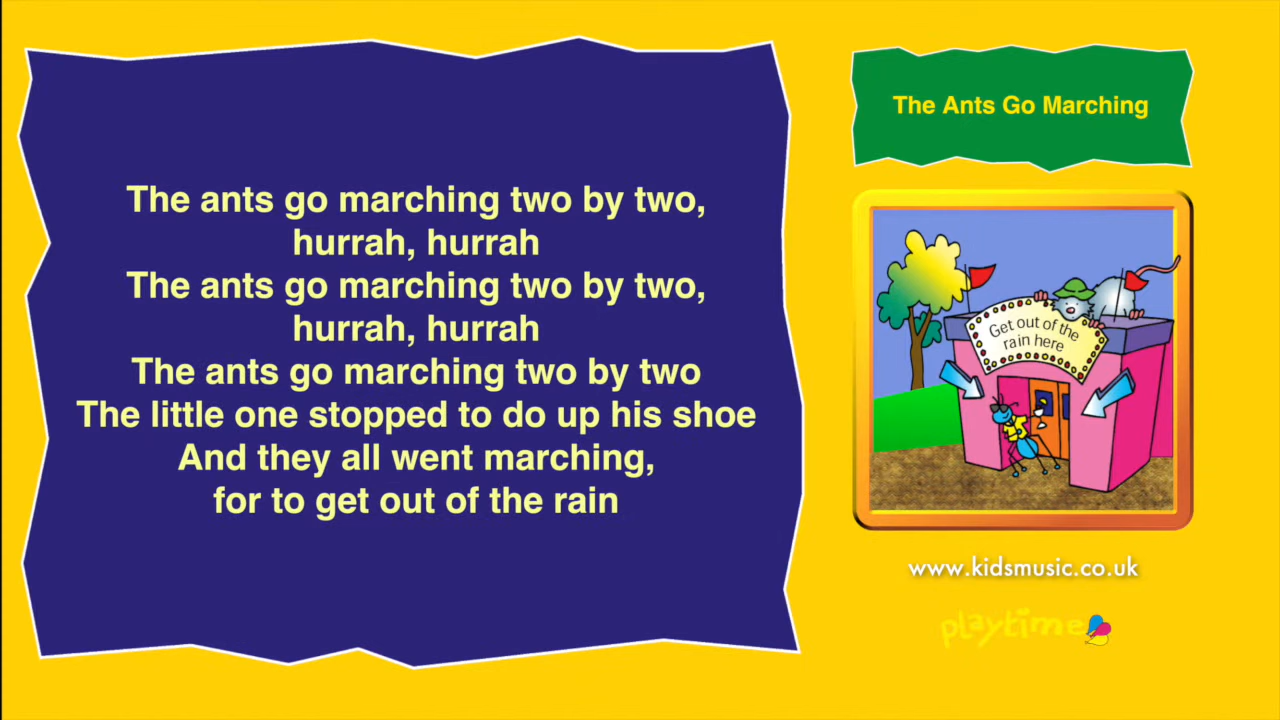 The ants go marching two by two,
hurrah, hurrah
The ants go marching two by two,
hurrah, hurrah
The ants go marching two by two
The little one stopped to do up his shoe
And they all went marching,
for to get out of the rain
The Ants Go Marching
Get out of the
rain here
www.kidsmusic.co.uk
playtime